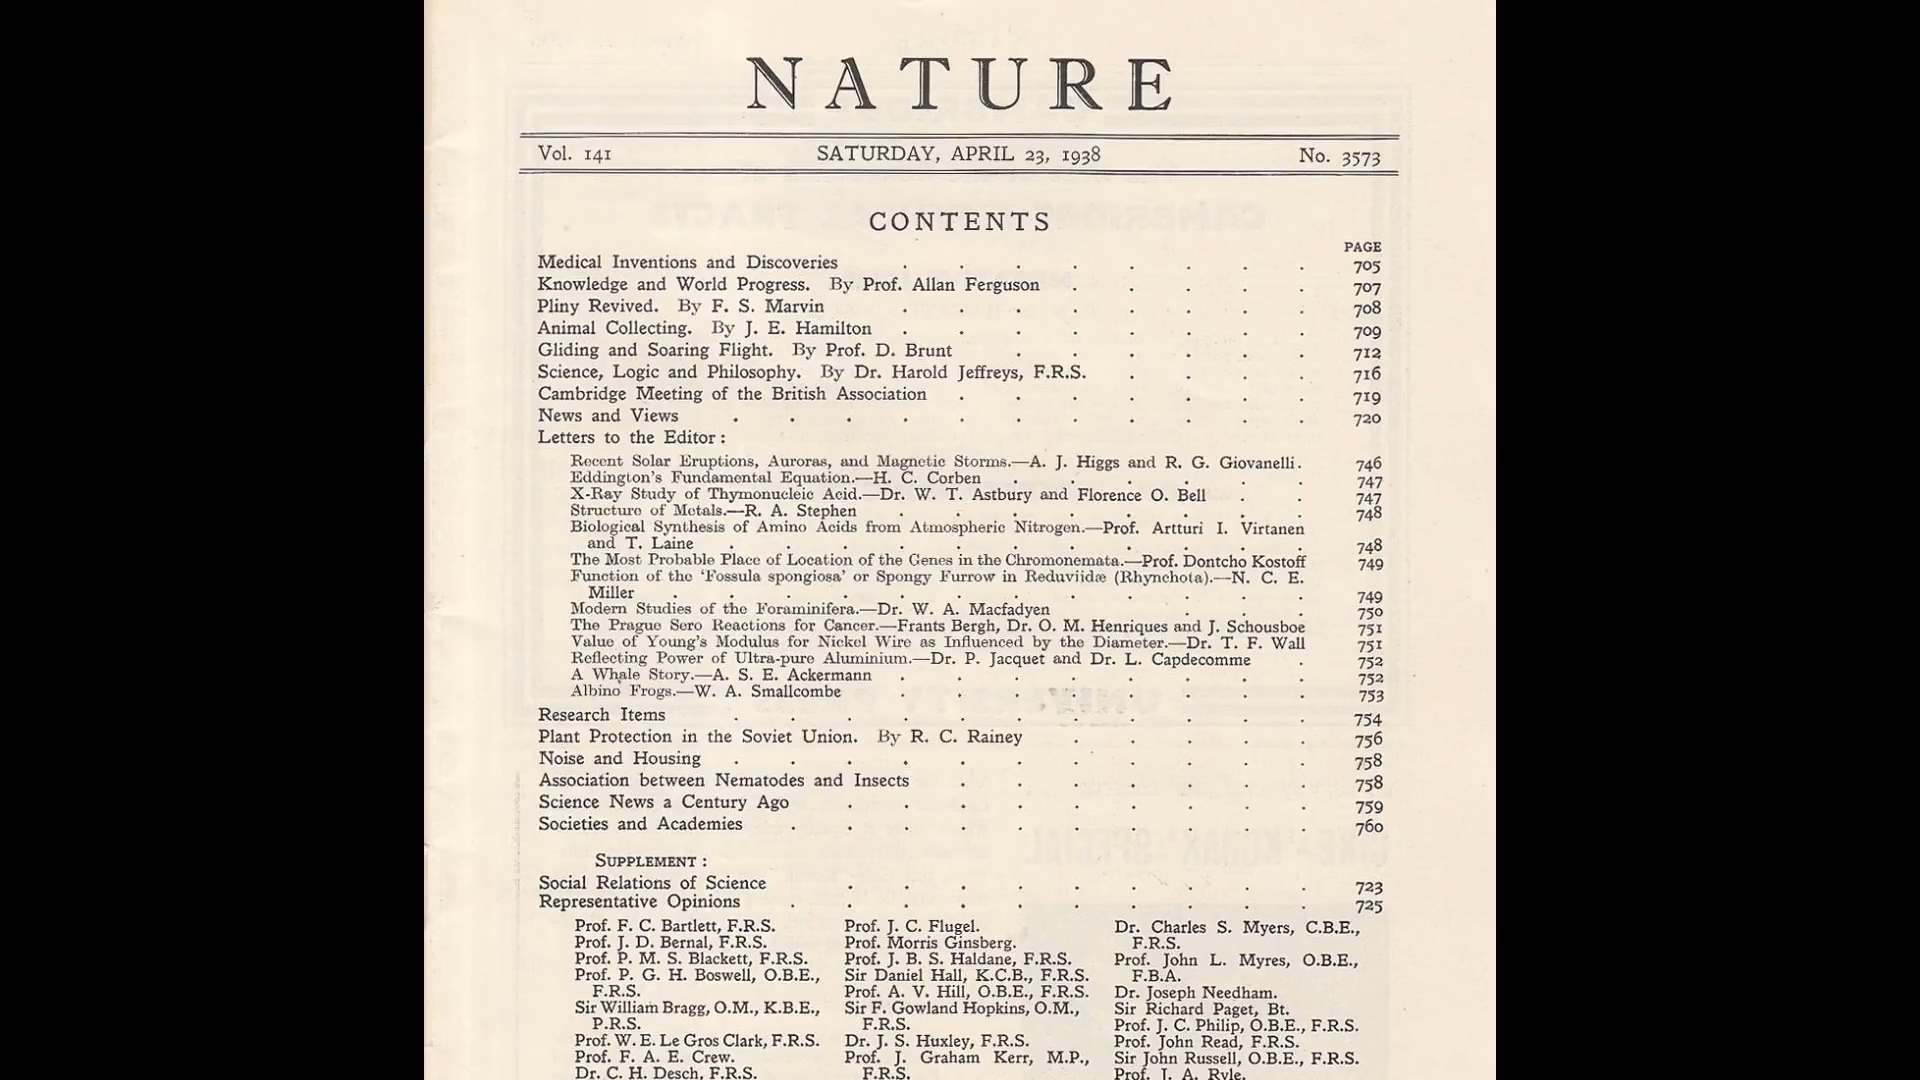 NATURE
Vol. 141 SATURDAY, APRIL 23, 1938 No. 3573
CONTENTS
PAGE
Medical Inventions and Discoveries . . . . . . . . 705
Knowledge and World Progress. By Prof. Allan Ferguson . . . . . 707
Pliny Revived. By F. S. Marvin . . . . . . . . 708
Animal Collecting. By J. E. Hamilton . . . . . . . . 709
Gliding and Soaring Flight. By Prof. D. Brunt . . . . . . 712
Science, Logic and Philosophy. By Dr. Harold Jeffreys, F.R.S. . . . . 716
Cambridge Meeting of the British Association . . . . . . . 719
News and Views . . . . . . . . . . . 720
Letters to the Editor :
Recent Solar Eruptions, Auroras, and Magnetic Storms.—A. J. Higgs and R. G. Giovanelli. 746
Eddington's Fundamental Equation.—H. C. Corben . . . . . . 747
X-Ray Study of Thymonucleic Acid.—Dr. W. T. Astbury and Florence O. Bell . . 747
Structure of Metals.—R. A. Stephen . . . . . . . . 748
Biological Synthesis of Amino Acids from Atmospheric Nitrogen.—Prof. Artturi I. Virtanen
and T. Laine . . . . . . . . . . . 748
The Most Probable Place of Location of the Genes in the Chromonemata.—Prof. Dontcho Kostoff 749
Function of the ‘Fossula spongiosa’ or Spongy Furrow in Reduviidæ (Rhynchota).—N. C. E.
Miller . . . . . . . . . . . . 749
Modern Studies of the Foraminifera.—Dr. W. A. Macfadyen . . . 750
The Prague Sero Reactions for Cancer.—Frants Bergh, Dr. O. M. Henriques and J. Schousboe 751
Value of Young's Modulus for Nickel Wire as Influenced by the Diameter.—Dr. T. F. Wall 751
Reflecting Power of Ultra-pure Aluminium.—Dr. P. Jacquet and Dr. L. Capdecomme . 752
A Whale Story.—A. S. E. Ackermann . . . . . . . . 752
Albino Frogs.—W. A. Smallcombe . . . . . . . . 753
Research Items . . . . . . . . . . . 754
Plant Protection in the Soviet Union. By R. C. Rainey . . . . . 756
Noise and Housing . . . . . . . . . . . 758
Association between Nematodes and Insects . . . . . . . 758
Science News a Century Ago . . . . . . . . . 759
Societies and Academies . . . . . . . . . . 760
SUPPLEMENT :
Social Relations of Science . . . . . . . . . 723
Representative Opinions . . . . . . . . . . 725
Prof. F. C. Bartlett, F.R.S.
Prof. J. D. Bernal, F.R.S.
Prof. P. M. S. Blackett, F.R.S.
Prof. P. G. H. Boswell, O.B.E.,
F.R.S.
Sir William Bragg, O.M., K.B.E.,
P.R.S.
Prof. W. E. Le Gros Clark, F.R.S.
Prof. F. A. E. Crew.
Dr. C. H. Desch, F.R.S.
Prof. J. C. Flugel.
Prof. Morris Ginsberg.
Prof. J. B. S. Haldane, F.R.S.
Sir Daniel Hall, K.C.B., F.R.S.
Prof. A. V. Hill, O.B.E., F.R.S.
Sir F. Gowland Hopkins, O.M.,
F.R.S.
Dr. J. S. Huxley, F.R.S.
Prof. J. Graham Kerr, M.P.,
F.R.S.
Dr. Charles S. Myers, C.B.E.,
F.R.S.
Prof. John L. Myres, O.B.E.,
F.B.A.
Dr. Joseph Needham.
Sir Richard Paget, Bt.
Prof. J. C. Philip, O.B.E., F.R.S.
Prof. John Read, F.R.S.
Sir John Russell, O.B.E., F.R.S.
Prof. J. A. Ryle.